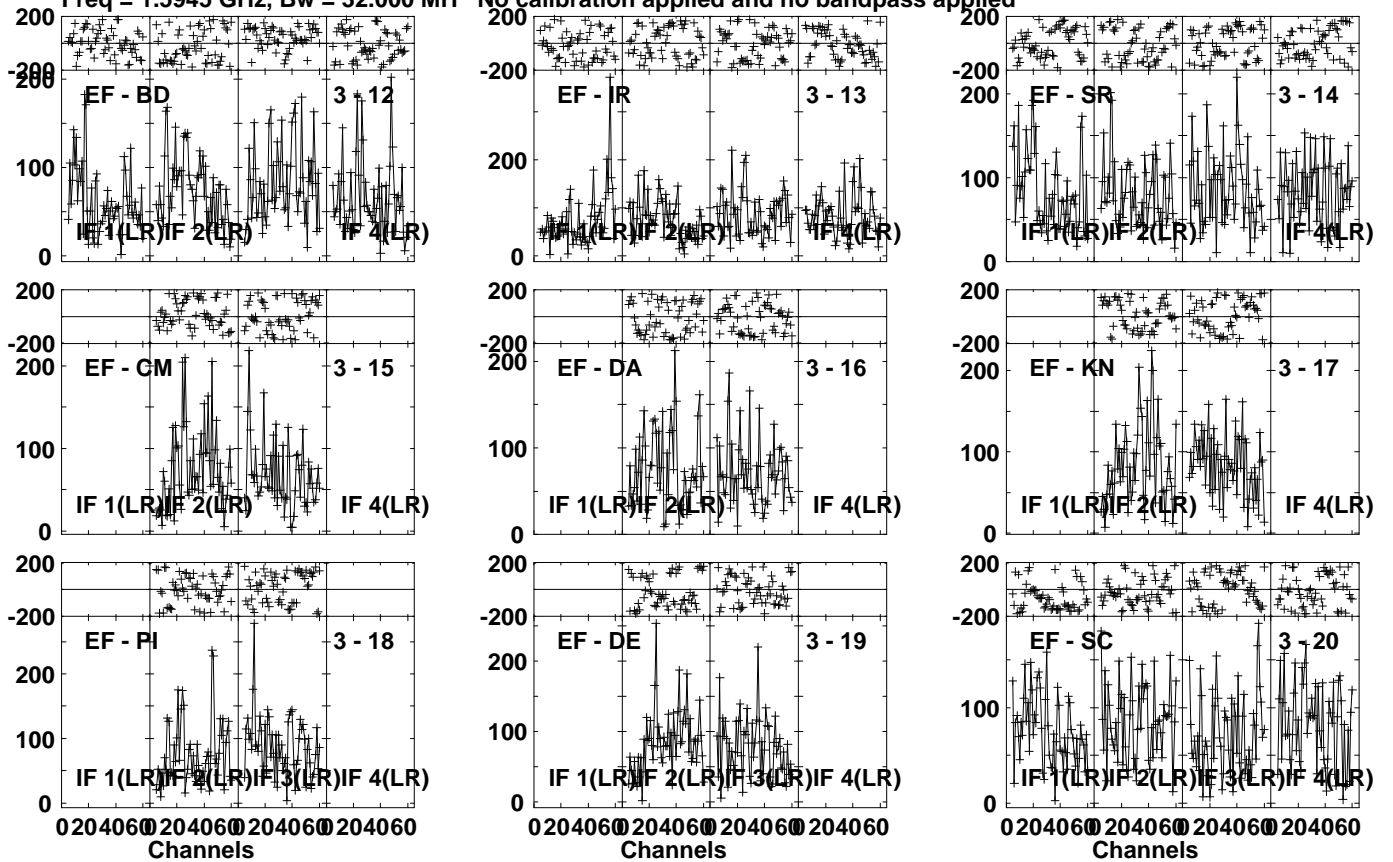 Freq = 1.5945 GHz, Bw = 32.000 MH No calibration applied and no bandpass applied
200 200 200
-200 -200 -200
200
EF - BD 3 - 12 EF - IR 3 - 13 EF - SR 3 - 14
200 200
100 100
IF 1(LR) IF 2(LR) IF 4(LR) IF 1(LR) IF 2(LR) IF 4(LR) IF 1(LR) IF 2(LR) IF 4(LR)
0 0 0
200 200 200
-200 -200 -200
EF - CM 3 - 15 EF - DA 3 - 16 EF - KN 3 - 17
200 200 200
100 100 100
IF 1(LR) IF 2(LR) IF 4(LR) IF 1(LR) IF 2(LR) IF 4(LR) IF 1(LR) IF 2(LR) IF 4(LR)
0 0 0
200 200 200
-200 -200 -200
EF - PI 3 - 18 EF - DE 3 - 19 EF - SC 3 - 20
200 200 100
100 100
IF 1(LR) IF 2(LR) IF 3(LR) IF 4(LR) IF 1(LR) IF 2(LR) IF 3(LR) IF 4(LR) IF 1(LR) IF 2(LR) IF 3(LR) IF 4(LR)
0 0 0
0 20 40 60 0 20 40 60 0 20 40 60 0 20 40 60 0 20 40 60 0 20 40 60 0 20 40 60 0 20 40 60 0 20 40 60 0 20 40 60 0 20 40 60 0 20 40 60
Channels Channels Channels